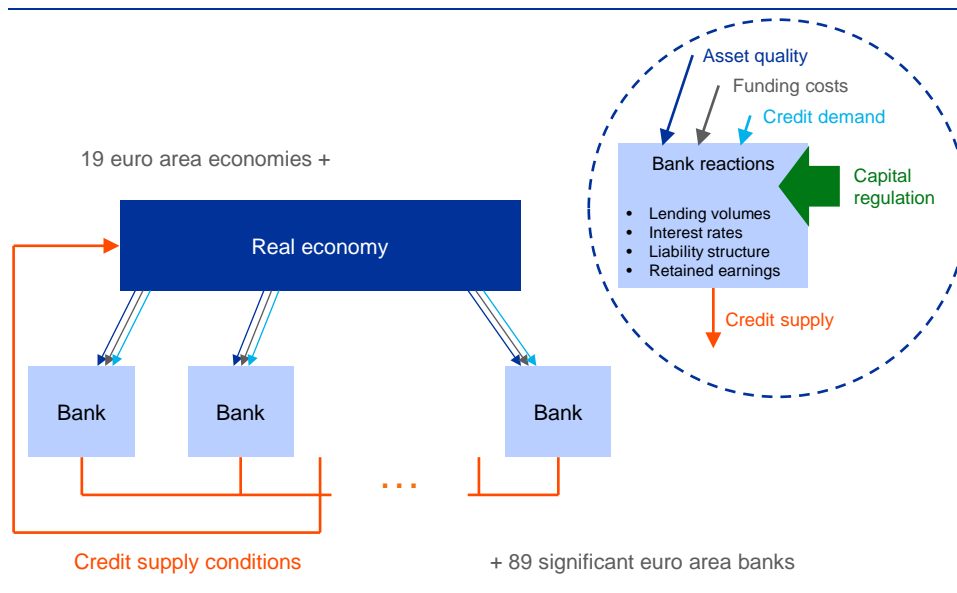 19 euro area economies +
Real economy
Bank
Bank
Bank
...
Credit supply conditions
+ 89 significant euro area banks
Asset quality
Funding costs
Credit demand
Bank reactions
• Lending volumes
• Interest rates
• Liability structure
• Retained earnings
Capital
regulation
Credit supply